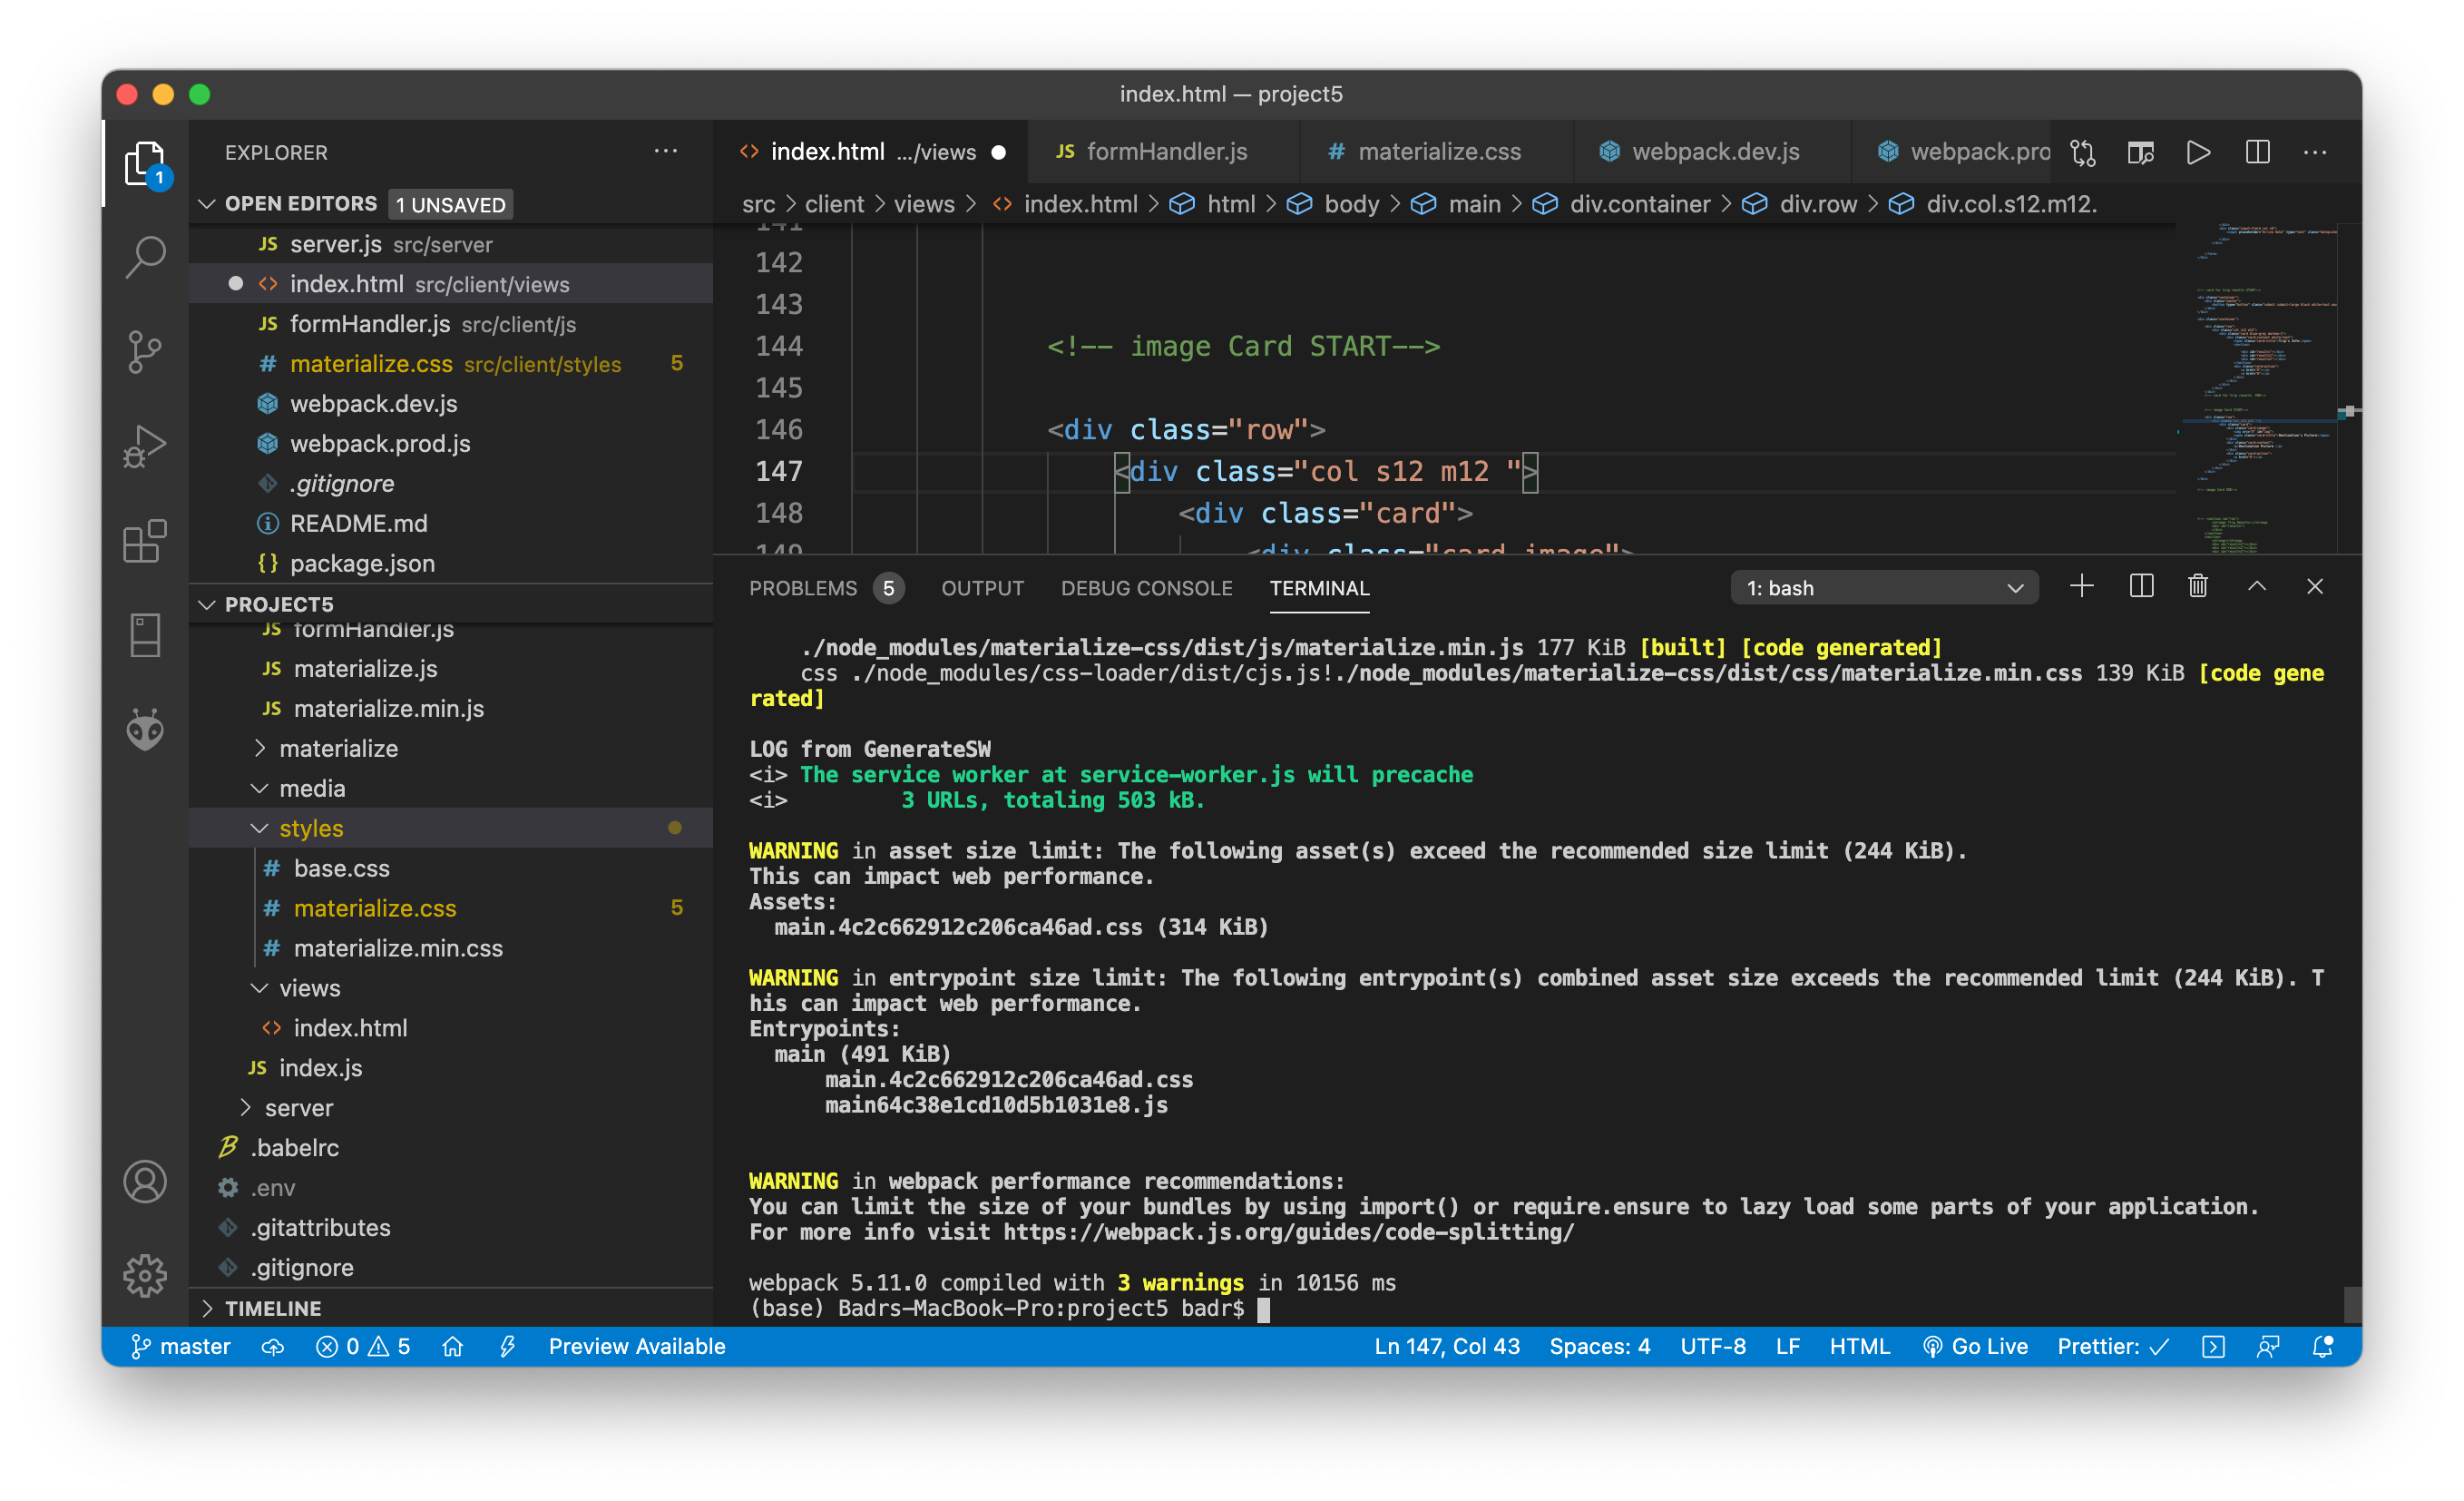 index.html — project5
EXPLORER
OPEN EDITORS 1 UNSAVED
JS server.js src/server
index.html src/client/views
JS formHandler.js src/client/js
# materialize.css src/client/styles 5
webpack.dev.js
webpack.prod.js
.gitignore
README.md
{} package.json
PROJECT5
JS formHandler.js
JS materialize.js
JS materialize.min.js
materialize
media
styles
# base.css
# materialize.css 5
# materialize.min.css
views
<> index.html
JS index.js
server
.babelrc
.env
.gitattributes
.gitignore
TIMELINE
1
<> index.html .../views
JS formHandler.js
# materialize.css
webpack.dev.js
webpack.pro
src > client > views > <> index.html > html > body > main > div.container > div.row > div.col.s12.m12.
141
142
143
144 <!-- image Card START-->
145
146 <div class="row">
147 <div class="col s12 m12 ">
148 <div class="card">
149 <div class="card-image">
PROBLEMS 5 OUTPUT DEBUG CONSOLE TERMINAL 1: bash
./node_modules/materialize-css/dist/js/materialize.min.js 177 KiB [built] [code generated]
css ./node_modules/css-loader/dist/cjs.js!./node_modules/materialize-css/dist/css/materialize.min.css 139 KiB [code gene
rated]
LOG from GenerateSW
<i> The service worker at service-worker.js will precache
<i> 3 URLs, totaling 503 kB.
WARNING in asset size limit: The following asset(s) exceed the recommended size limit (244 KiB).
This can impact web performance.
Assets:
main.4c2c662912c206ca46ad.css (314 KiB)
WARNING in entrypoint size limit: The following entrypoint(s) combined asset size exceeds the recommended limit (244 KiB). T
his can impact web performance.
Entrypoints:
main (491 KiB)
main.4c2c662912c206ca46ad.css
main64c38e1cd10d5b1031e8.js
WARNING in webpack performance recommendations:
You can limit the size of your bundles by using import() or require.ensure to lazy load some parts of your application.
For more info visit https://webpack.js.org/guides/code-splitting/
webpack 5.11.0 compiled with 3 warnings in 10156 ms
(base) Badrs-MacBook-Pro:project5 badr$
master 0 5 Preview Available Ln 147, Col 43 Spaces: 4 UTF-8 LF HTML Go Live Prettier: ✓